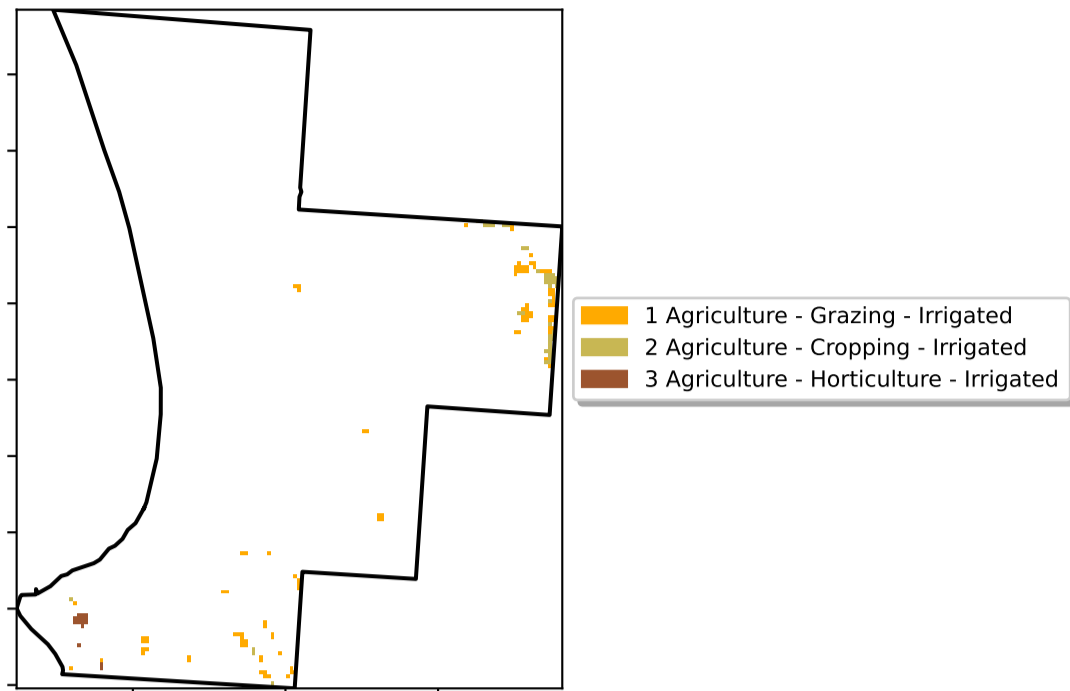 1 Agriculture - Grazing - Irrigated
2 Agriculture - Cropping - Irrigated
3 Agriculture - Horticulture - Irrigated